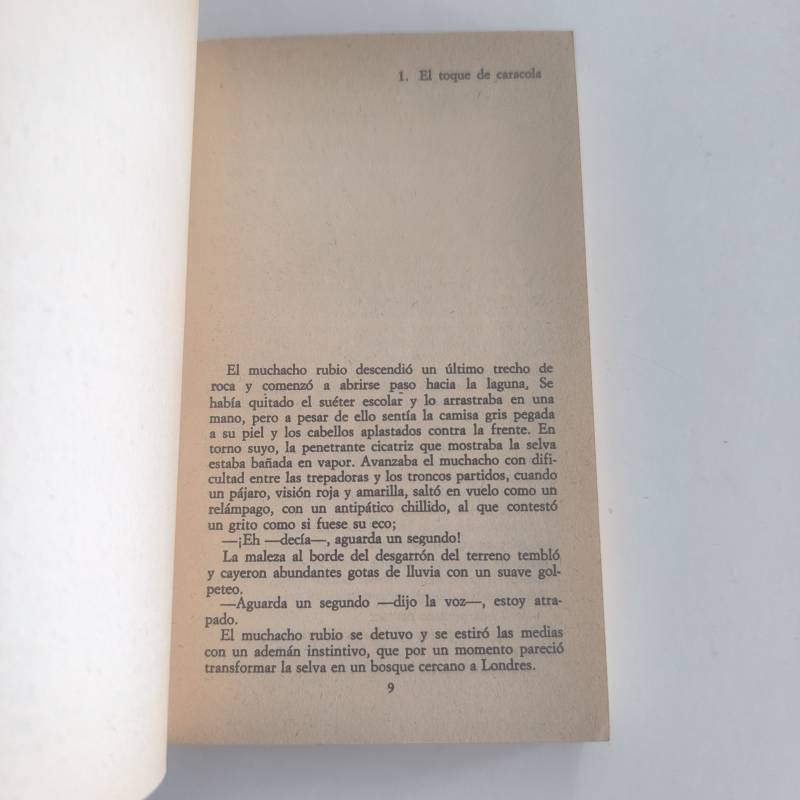 1. El toque de caracola
El muchacho rubio descendió un último trecho de
roca y comenzó a abrirse paso hacia la laguna. Se
había quitado el suéter escolar y lo arrastraba en una
mano, pero a pesar de ello sentía la camisa gris pegada
a su piel y los cabellos aplastados contra la frente. En
torno suyo, la penetrante cicatriz que mostraba la selva
estaba bañada en vapor. Avanzaba el muchacho con difi-
cultad entre las trepadoras y los troncos partidos, cuando
un pájaro, visión roja y amarilla, saltó en vuelo como un
relámpago, con un antipático chillido, al que contestó
un grito como si fuese su eco;
—¡Eh —decía—, aguarda un segundo!
La maleza al borde del desgarrón del terreno tembló
y cayeron abundantes gotas de lluvia con un suave gol-
peteo.
—Aguarda un segundo —dijo la voz—, estoy atra-
pado.
El muchacho rubio se detuvo y se estiró las medias
con un ademán instintivo, que por un momento pareció
transformar la selva en un bosque cercano a Londres.
9